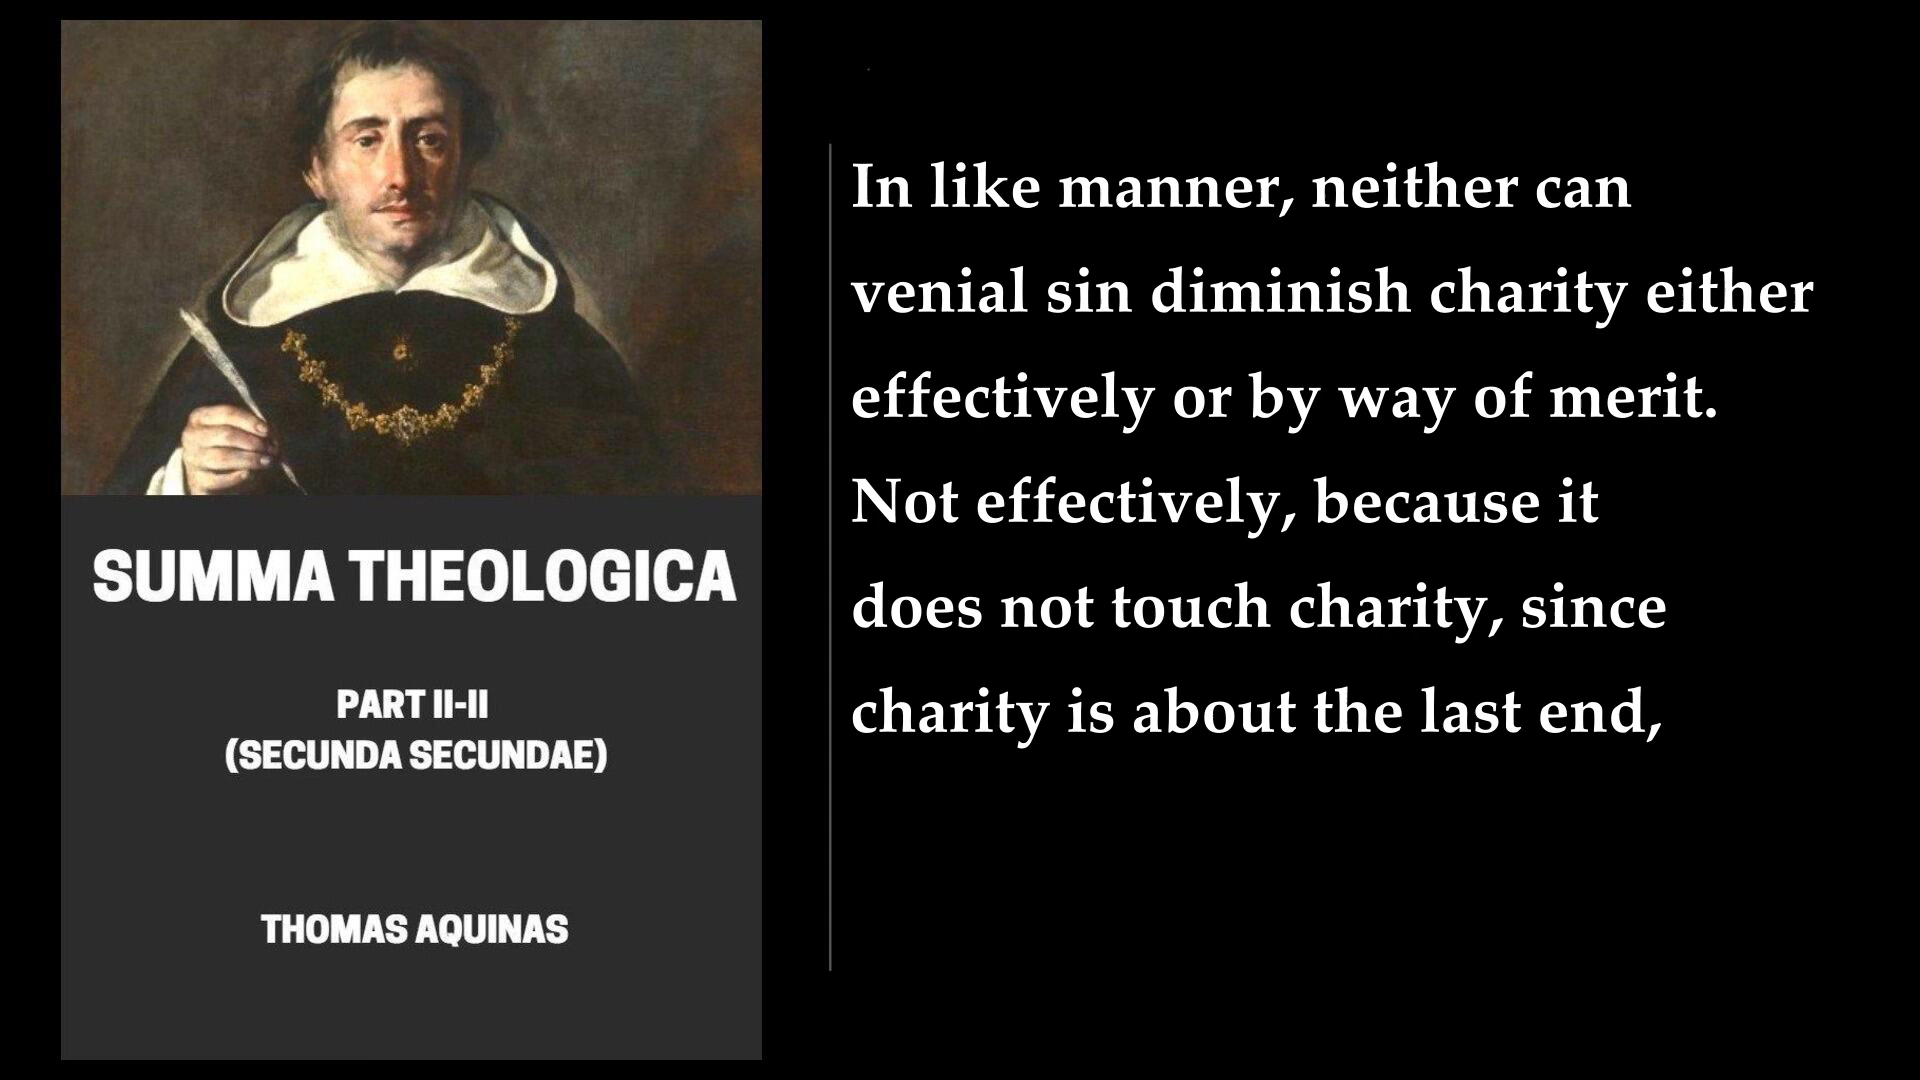 SUMMA THEOLOGICA
PART II-II
(SECUNDA SECUNDAE)
THOMAS AQUINAS
In like manner, neither can
venial sin diminish charity either
effectively or by way of merit.
Not effectively, because it
does not touch charity, since
charity is about the last end,